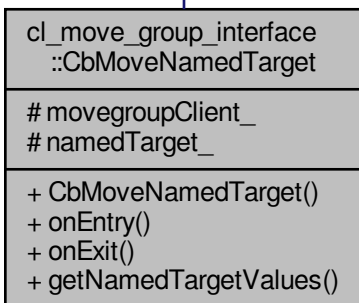 cl_move_group_interface
::CbMoveNamedTarget
# movegroupClient_
# namedTarget_
+ CbMoveNamedTarget()
+ onEntry()
+ onExit()
+ getNamedTargetValues()